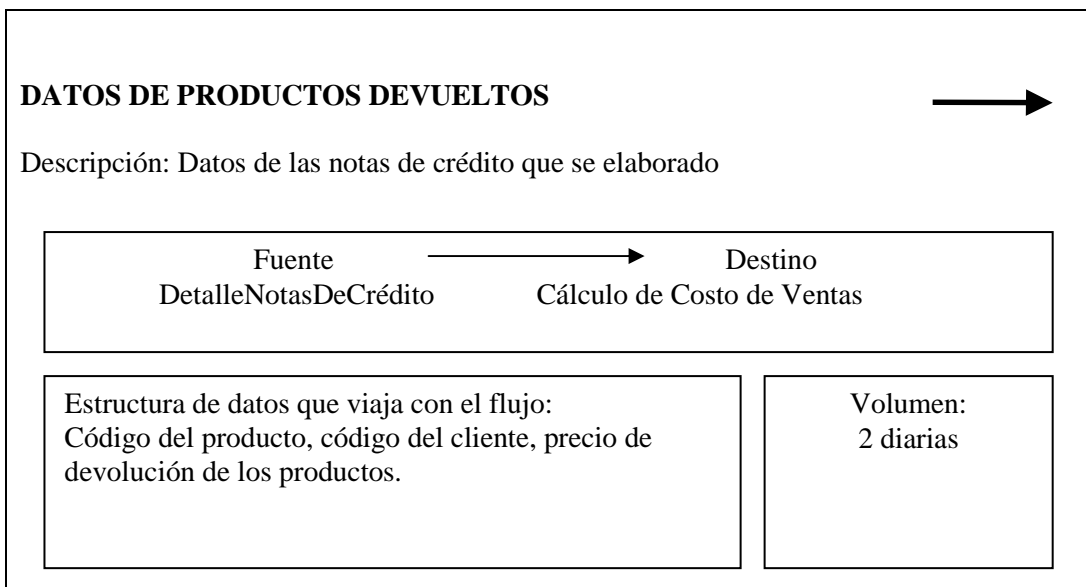 DATOS DE PRODUCTOS DEVUELTOS
Descripción: Datos de las notas de crédito que se elaborado
Fuente Destino
DetalleNotasDeCrédito Cálculo de Costo de Ventas
Estructura de datos que viaja con el flujo:
Código del producto, código del cliente, precio de
devolución de los productos.
Volumen:
2 diarias